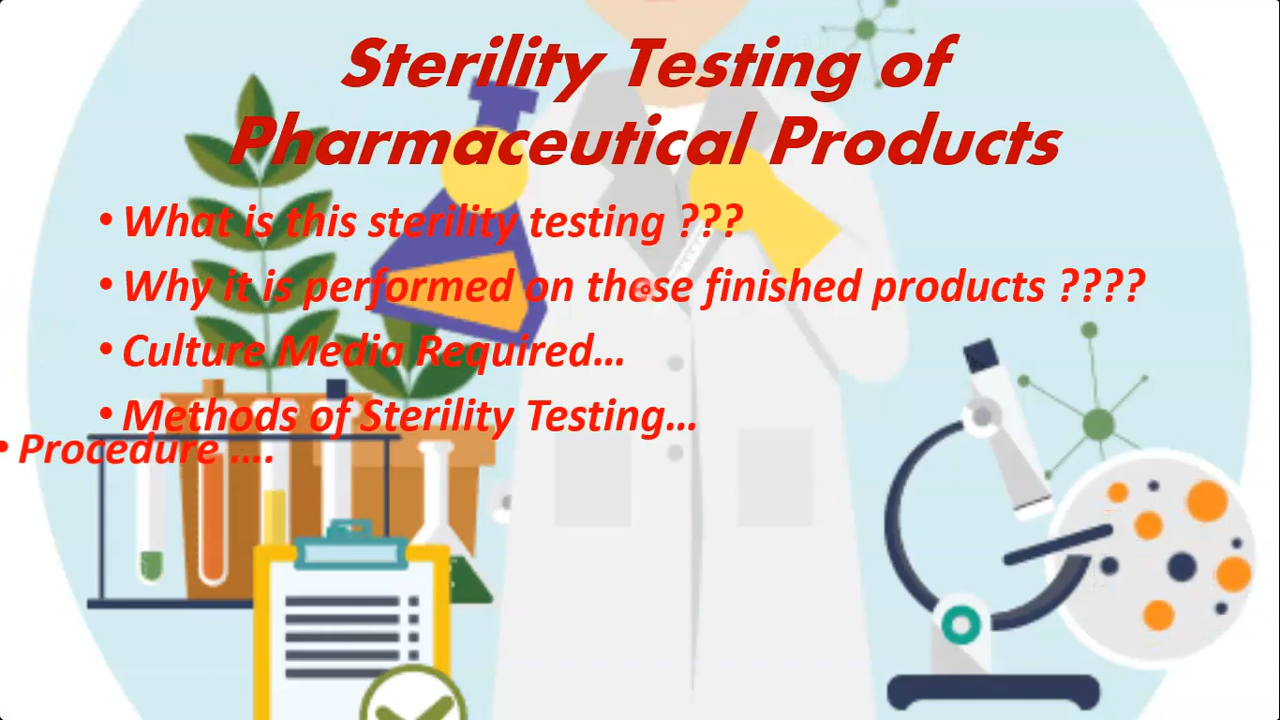 Sterility Testing of
Pharmaceutical Products
• What is this sterility testing ???
• Why it is performed on these finished products ????
• Culture Media Required...
• Methods of Sterility Testing...
• Procedure ....